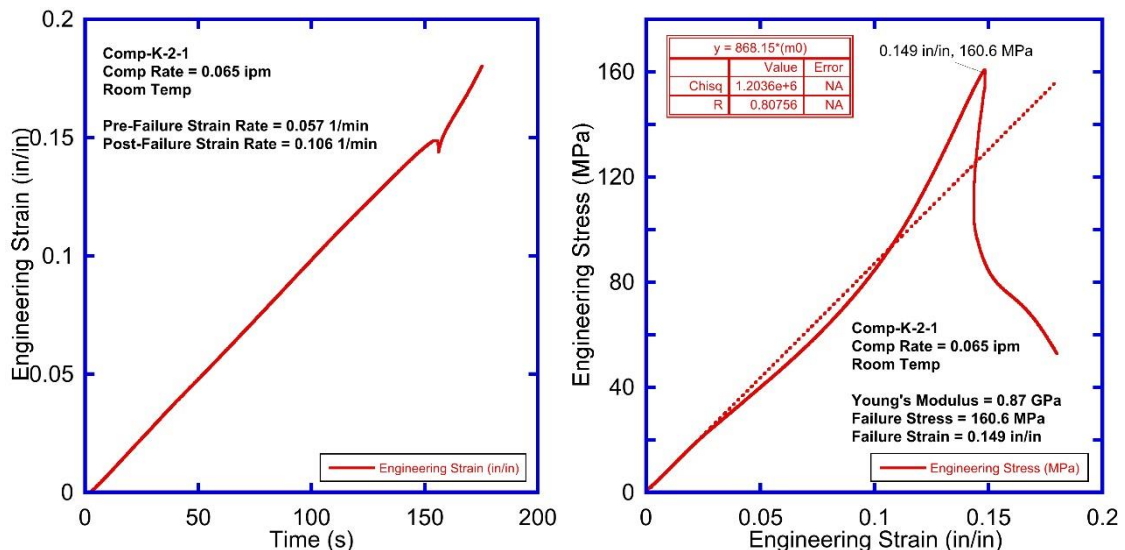 Comp-K-2-1
Comp Rate = 0.065 ipm
Room Temp
Pre-Failure Strain Rate = 0.057 1/min
Post-Failure Strain Rate = 0.106 1/min
Engineering Strain (in/in)
0.2
0.15
0.1
0.05
0
Engineering Strain (in/in)
0
50
100
150
200
Time (s)
y = 868.15*(m0)
Value Error
Chisq 1.2036e+6 NA
R 0.80756 NA
0.149 in/in, 160.6 MPa
Engineering Stress (MPa)
160
120
80
40
0
Comp-K-2-1
Comp Rate = 0.065 ipm
Room Temp
Young's Modulus = 0.87 GPa
Failure Stress = 160.6 MPa
Failure Strain = 0.149 in/in
Engineering Stress (MPa)
0
0.05
0.1
0.15
0.2
Engineering Strain (in/in)